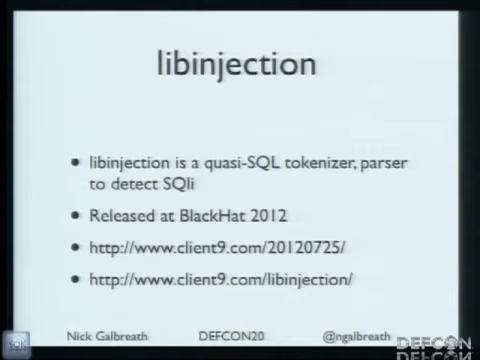 libinjection
• libinjection is a quasi-SQL tokenizer, parser
to detect SQLi
• Released at BlackHat 2012
• http://www.client9.com/20120725/
• http://www.client9.com/libinjection/
Nick Galbreath DEFCON20 @ngalbreath
DEFCON
DEFCON